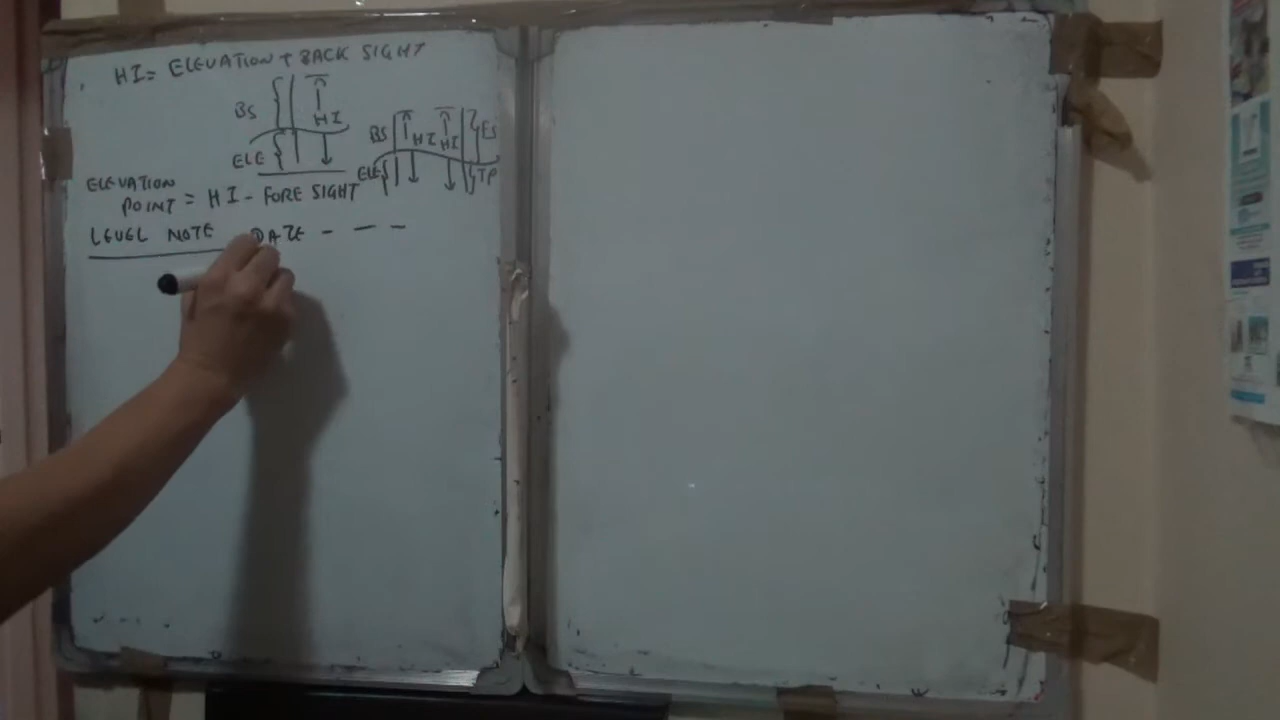 HI= ELEVATION + BACK SIGHT
BS HI
ELE
BS HI HI FS
ELE TP
ELEVATION
POINT = HI - FORE SIGHT
LEVEL NOTE DATE - - -